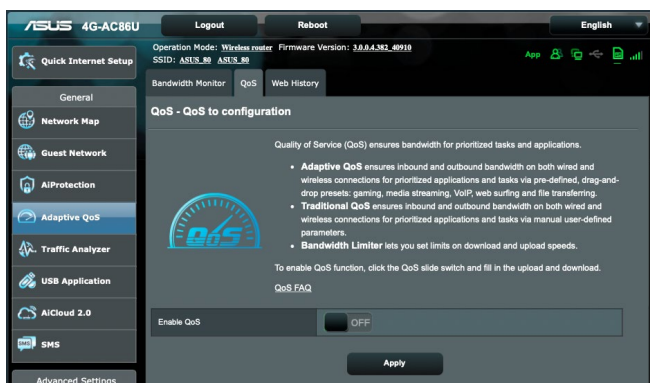 ASUS 4G-AC86U
Logout
Reboot
English
Quick Internet Setup
Operation Mode: Wireless router Firmware Version: 3.0.0.4.382_40910
SSID: ASUS_80 ASUS_80
App
Bandwidth Monitor
QoS
Web History
General
Network Map
Guest Network
AiProtection
Adaptive QoS
Traffic Analyzer
USB Application
AiCloud 2.0
SMS
SMS
Advanced Settings
QoS - QoS to configuration
QoS
Quality of Service (QoS) ensures bandwidth for prioritized tasks and applications.
• Adaptive QoS ensures inbound and outbound bandwidth on both wired and
wireless connections for prioritized applications and tasks via pre-defined, drag-and-
drop presets: gaming, media streaming, VoIP, web surfing and file transferring.
• Traditional QoS ensures inbound and outbound bandwidth on both wired and
wireless connections for prioritized applications and tasks via manual user-defined
parameters.
• Bandwidth Limiter lets you set limits on download and upload speeds.
To enable QoS function, click the QoS slide switch and fill in the upload and download.
QoS FAQ
Enable QoS
OFF
Apply